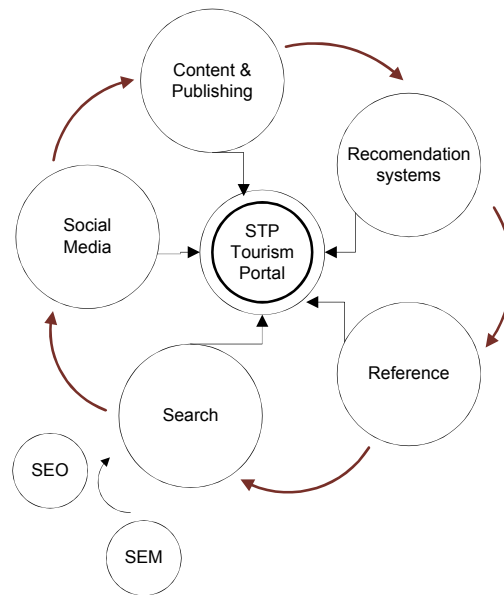 Content &
Publishing
Recomendation
systems
Social
Media
STP
Tourism
Portal
Reference
Search
SEO
SEM